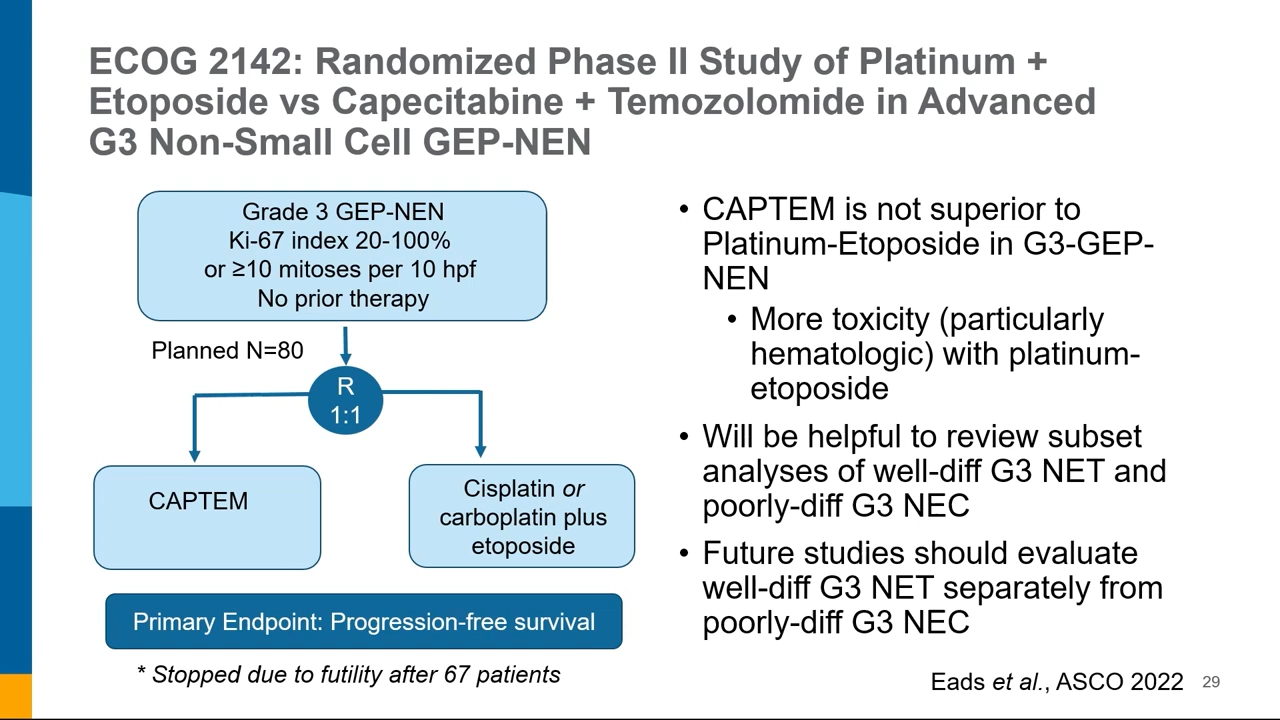 ECOG 2142: Randomized Phase II Study of Platinum +
Etoposide vs Capecitabine + Temozolomide in Advanced
G3 Non-Small Cell GEP-NEN
Grade 3 GEP-NEN
Ki-67 index 20-100%
or ≥10 mitoses per 10 hpf
No prior therapy
Planned N=80
R
1:1
CAPTEM
Cisplatin or
carboplatin plus
etoposide
Primary Endpoint: Progression-free survival
* Stopped due to futility after 67 patients
• CAPTEM is not superior to
Platinum-Etoposide in G3-GEP-
NEN
• More toxicity (particularly
hematologic) with platinum-
etoposide
• Will be helpful to review subset
analyses of well-diff G3 NET and
poorly-diff G3 NEC
• Future studies should evaluate
well-diff G3 NET separately from
poorly-diff G3 NEC
Eads et al., ASCO 2022
29